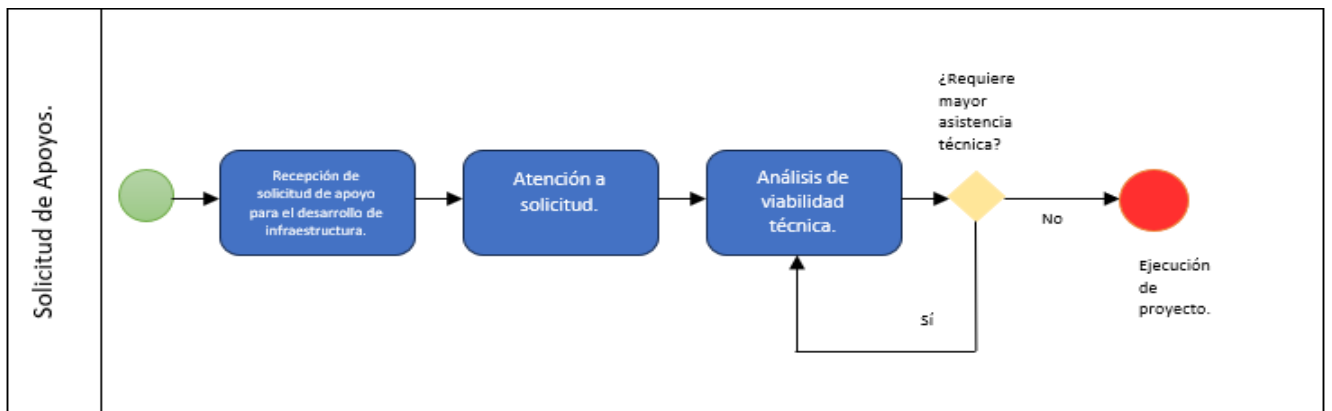 Solicitud de Apoyos.
Recepción de
solicitud de apoyo
para el desarrollo de
infraestructura.
Atención a
solicitud.
Análisis de
viabilidad
técnica.
¿Requiere
mayor
asistencia
técnica?
No
Sí
Ejecución
de
proyecto.